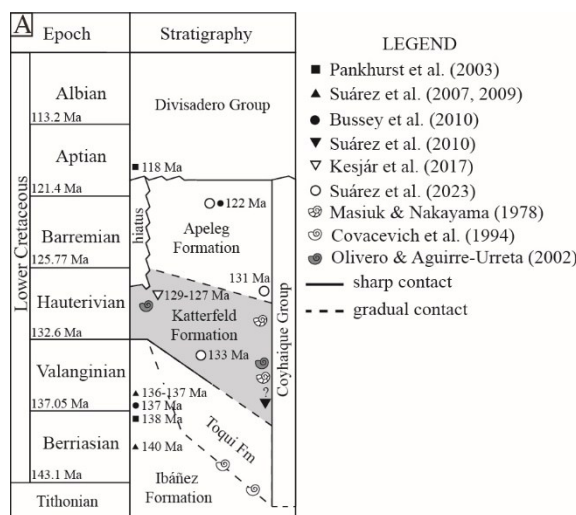 A
Epoch
Stratigraphy
Lower Cretaceous
Albian
113.2 Ma
Aptian
121.4 Ma
Barremian
125.77 Ma
Hauterivian
132.6 Ma
Valanginian
137.05 Ma
Berriasian
143.1 Ma
Tithonian
Divisadero Group
118 Ma
hiatus
122 Ma
Apeleg
Formation
131 Ma
129-127 Ma
Katterfeld
Formation
133 Ma
136-137 Ma
?
137 Ma
138 Ma
140 Ma
Toqui Fm
Ibáñez
Formation
Coyhaique Group
LEGEND
Pankhurst et al. (2003)
Suárez et al. (2007, 2009)
Bussey et al. (2010)
Suárez et al. (2010)
Kesjár et al. (2017)
Suárez et al. (2023)
Masiuk & Nakayama (1978)
Covacevich et al. (1994)
Olivero & Aguirre-Urreta (2002)
sharp contact
gradual contact